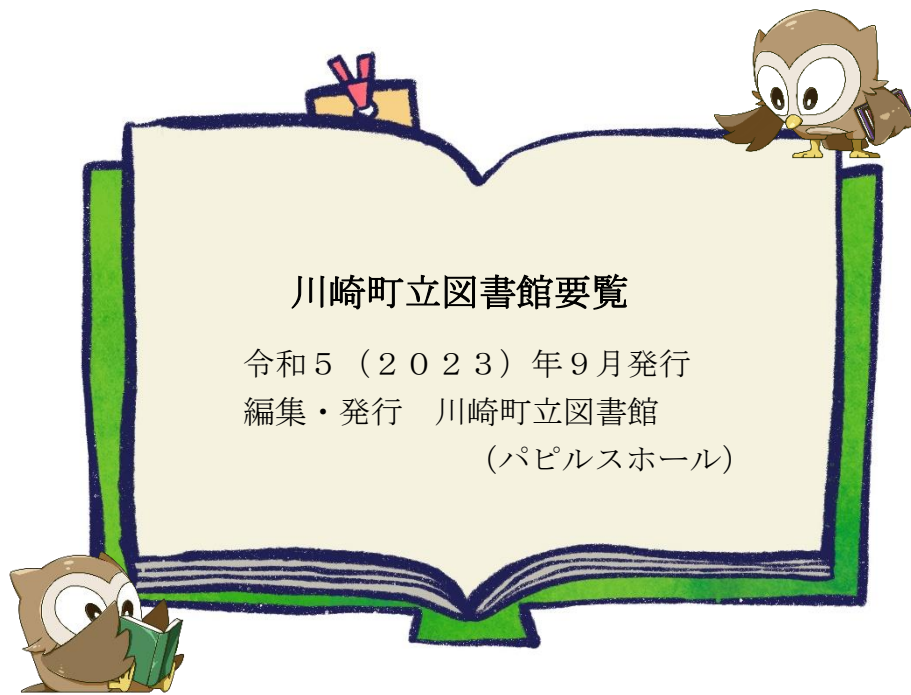 川崎町立図書館要覧
令和５（２０２３）年９月発行
編集・発行　川崎町立図書館
（パピルスホール）